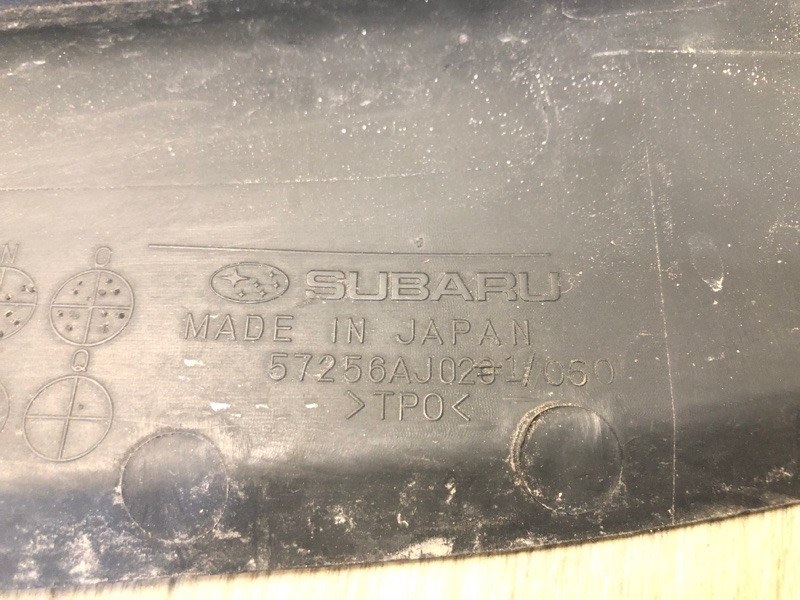 N C
SUBARU
MADE IN JAPAN
Q
>TPO<